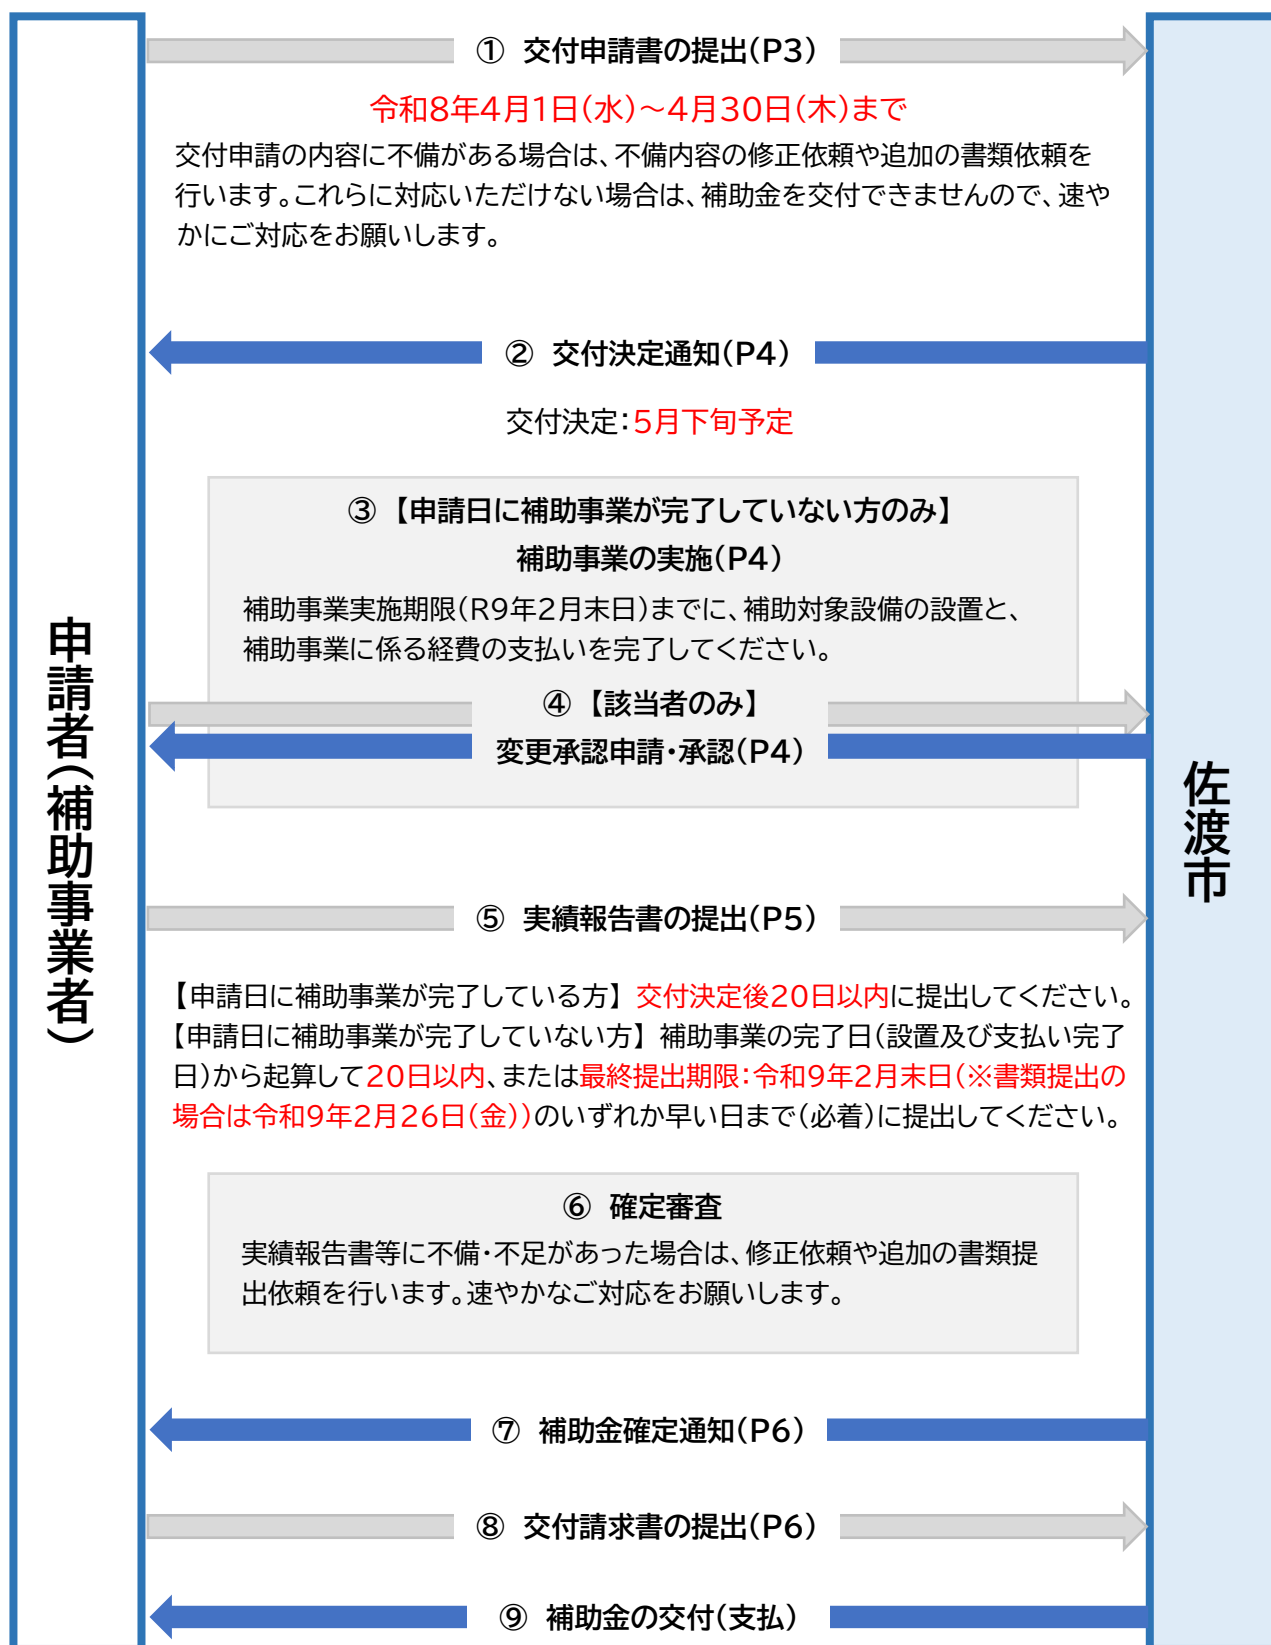 ① 交付申請書の提出(P3)
令和8年4月1日(水)～4月30日(木)まで
交付申請の内容に不備がある場合は、不備内容の修正依頼や追加の書類依頼を
行います。これらに対応いただけない場合は、補助金を交付できませんので、速や
かにご対応をお願いします。
② 交付決定通知(P4)
交付決定：5月下旬予定
③【申請日に補助事業が完了していない方のみ】
補助事業の実施(P4)
補助事業実施期限(R9年2月末日)までに、補助対象設備の設置と、
補助事業に係る経費の支払いを完了してください。
④【該当者のみ】
変更承認申請・承認(P4)
申請者(補助事業者)
佐渡市
⑤ 実績報告書の提出(P5)
【申請日に補助事業が完了している方】交付決定後20日以内に提出してください。
【申請日に補助事業が完了していない方】補助事業の完了日(設置及び支払い完了
日)から起算して20日以内、または最終提出期限：令和9年2月末日(※書類提出の
場合は令和9年2月26日(金))のいずれか早い日まで(必着)に提出してください。
⑥ 確定審査
実績報告書等に不備・不足があった場合は、修正依頼や追加の書類提
出依頼を行います。速やかなご対応をお願いします。
⑦ 補助金確定通知(P6)
⑧ 交付請求書の提出(P6)
⑨ 補助金の交付(支払)